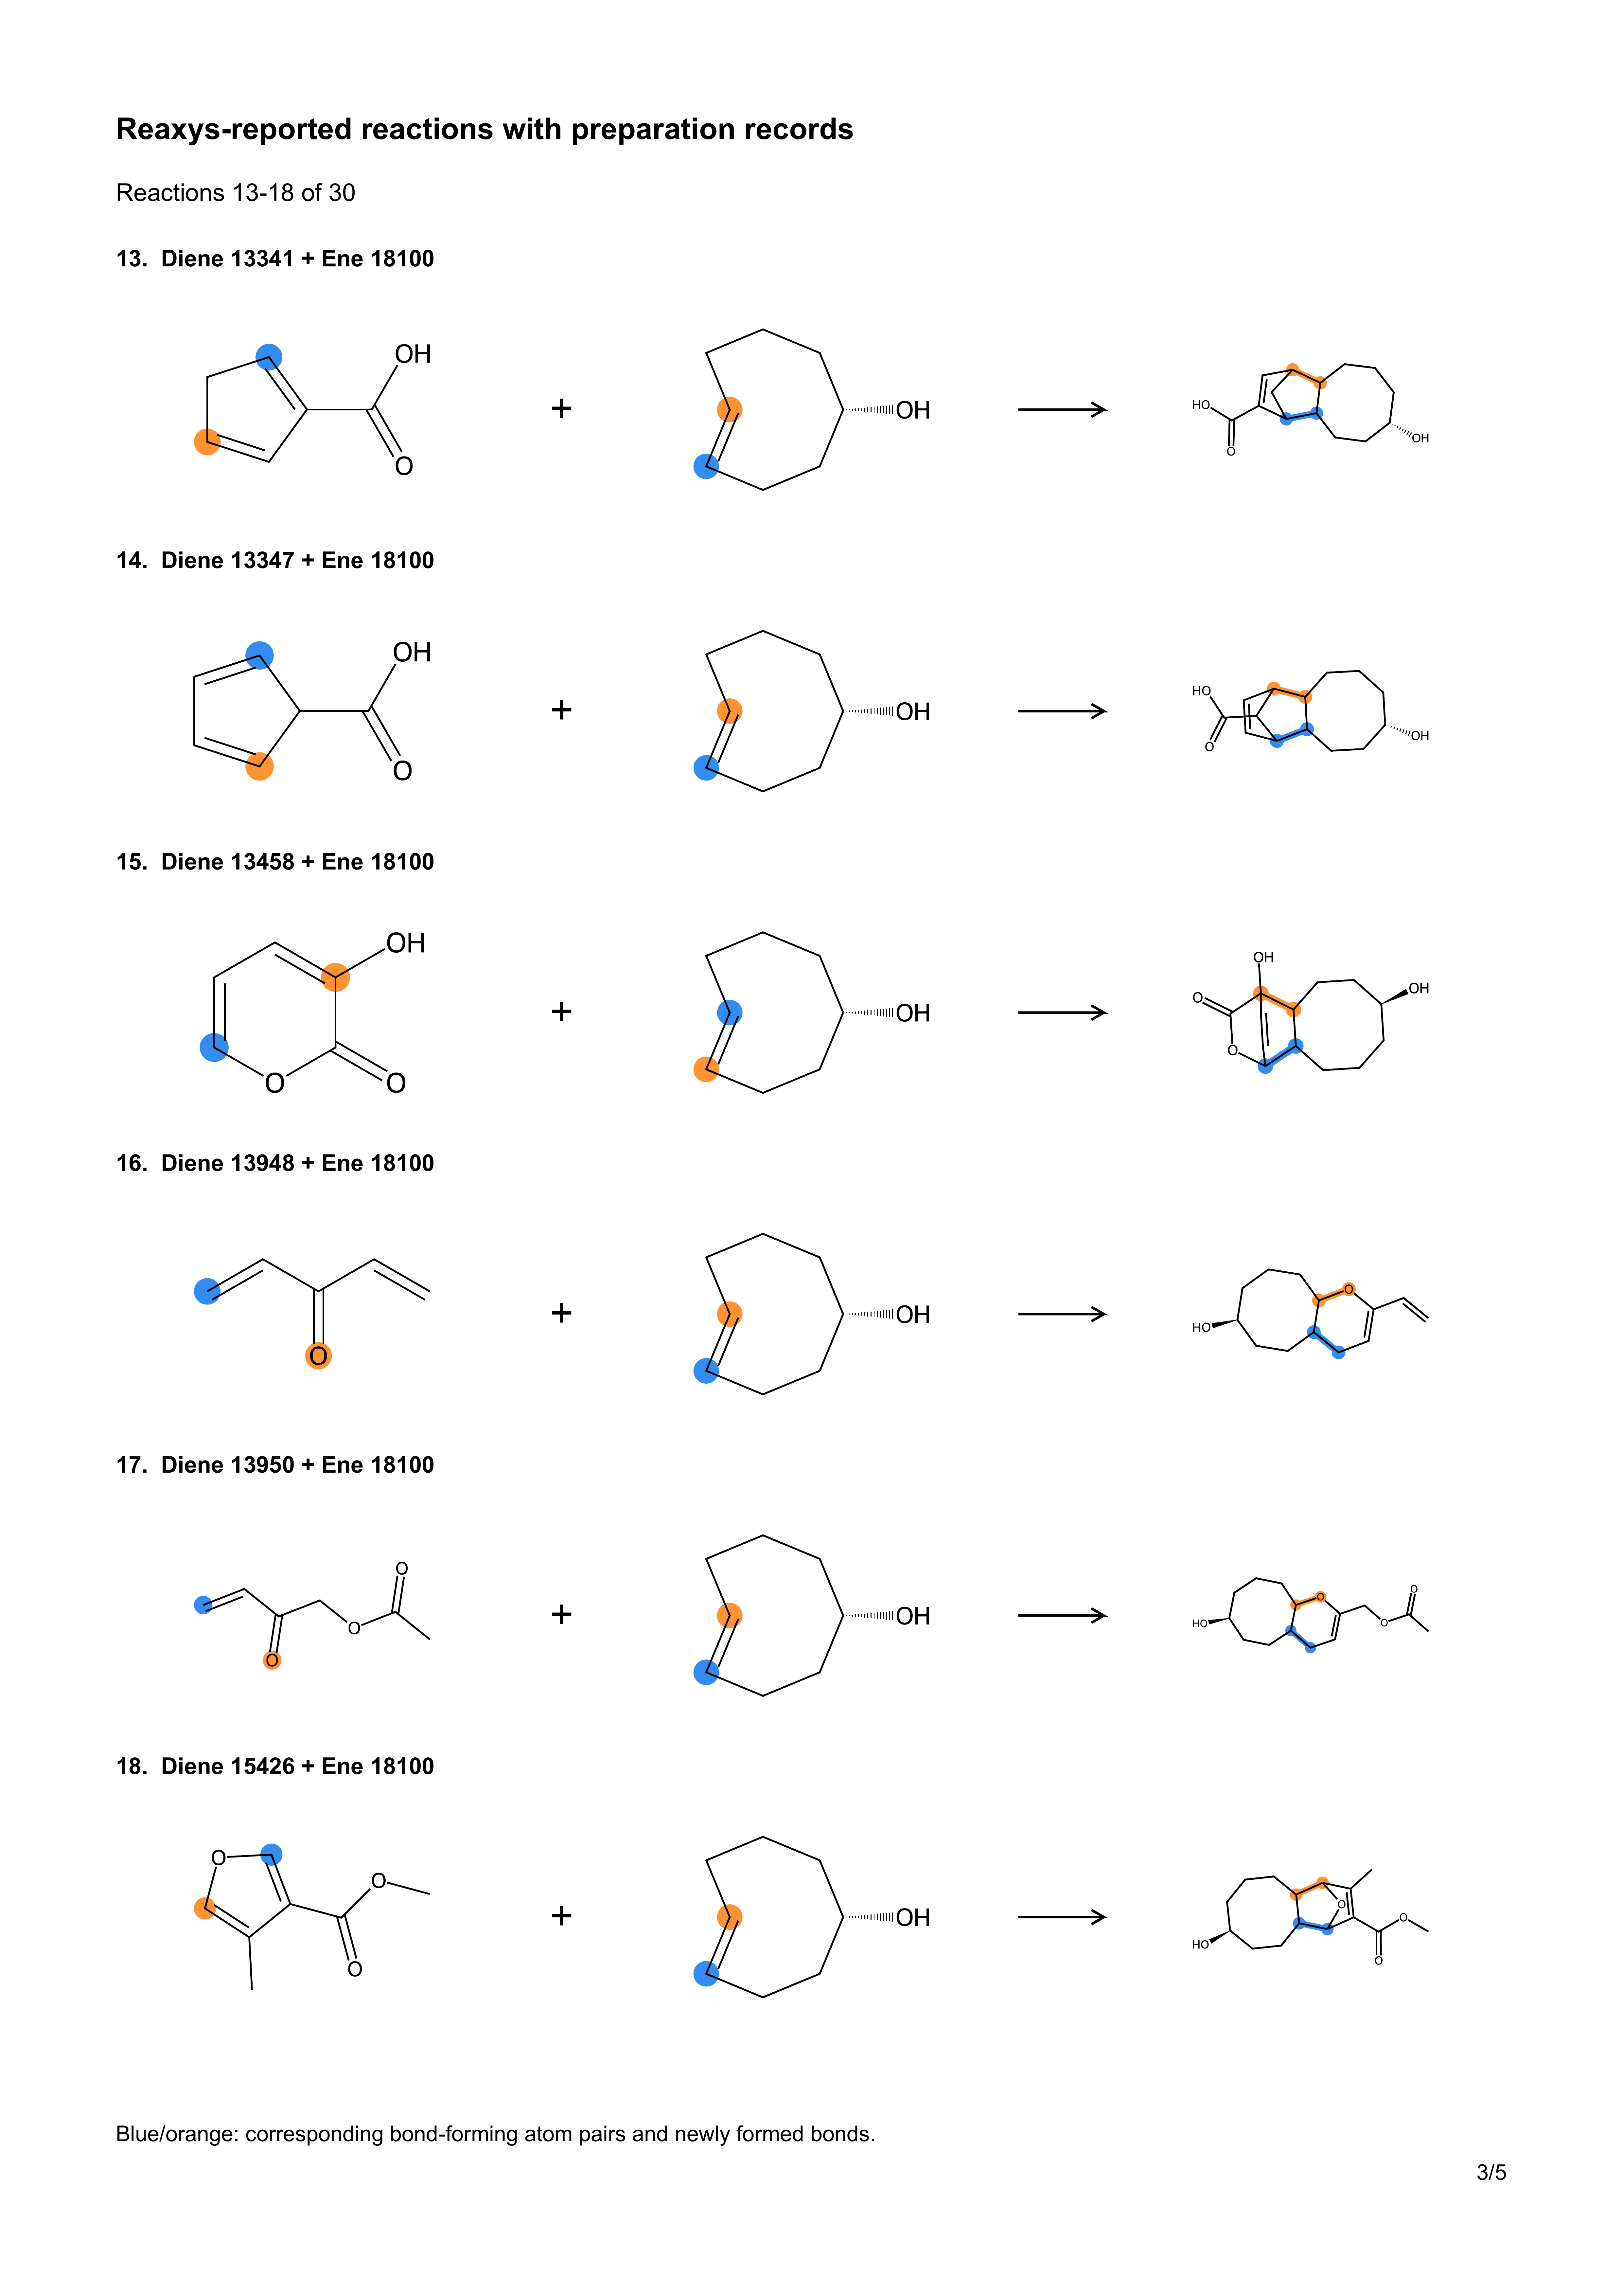 Reaxys-reported reactions with preparation records
Reactions 13-18 of 30
13. Diene 13341 + Ene 18100
OH
O
+
OH
HO
O
OH
14. Diene 13347 + Ene 18100
OH
O
+
OH
HO
O
OH
15. Diene 13458 + Ene 18100
OH
O
O
+
OH
OH
O
O
OH
16. Diene 13948 + Ene 18100
O
+
OH
HO
O
17. Diene 13950 + Ene 18100
O
O
O
+
OH
HO
O
O
O
18. Diene 15426 + Ene 18100
O
O
O
+
OH
HO
O
O
O
Blue/orange: corresponding bond-forming atom pairs and newly formed bonds.
3/5